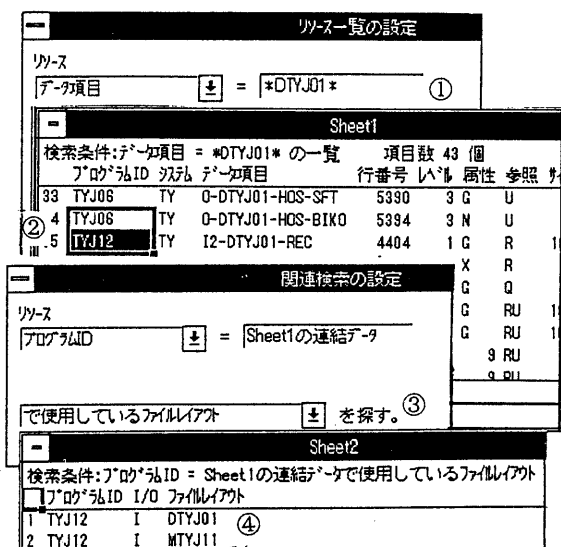 リソース一覧の設定
リソース
データ項目 = *DTYJ01* ①
Sheet1
検索条件:データ項目 = *DTYJ01* の一覧 項目数 43 個
プログラムID システム データ項目 行番号 レベル 属性 参照
33 TYJ06 TY O-DTYJ01-HOS-SFT 5390 3 G U
4 TYJ06 TY O-DTYJ01-HOS-BIKO 5394 3 N U
② .5 TYJ12 TY I2-DTYJ01-REC 4404 1 G R
X R
G Q
G RU
G RU
9 RU
9 RU
関連検索の設定
リソース
プログラムID = Sheet1の連結データ
で使用しているファイルレイアウト を探す。 ③
Sheet2
検索条件:プログラムID = Sheet1の連結データで使用しているファイルレイアウト
プログラムID I/O ファイルレイアウト
1 TYJ12 I DTYJ01 ④
2 TYJ12 I MTYJ11